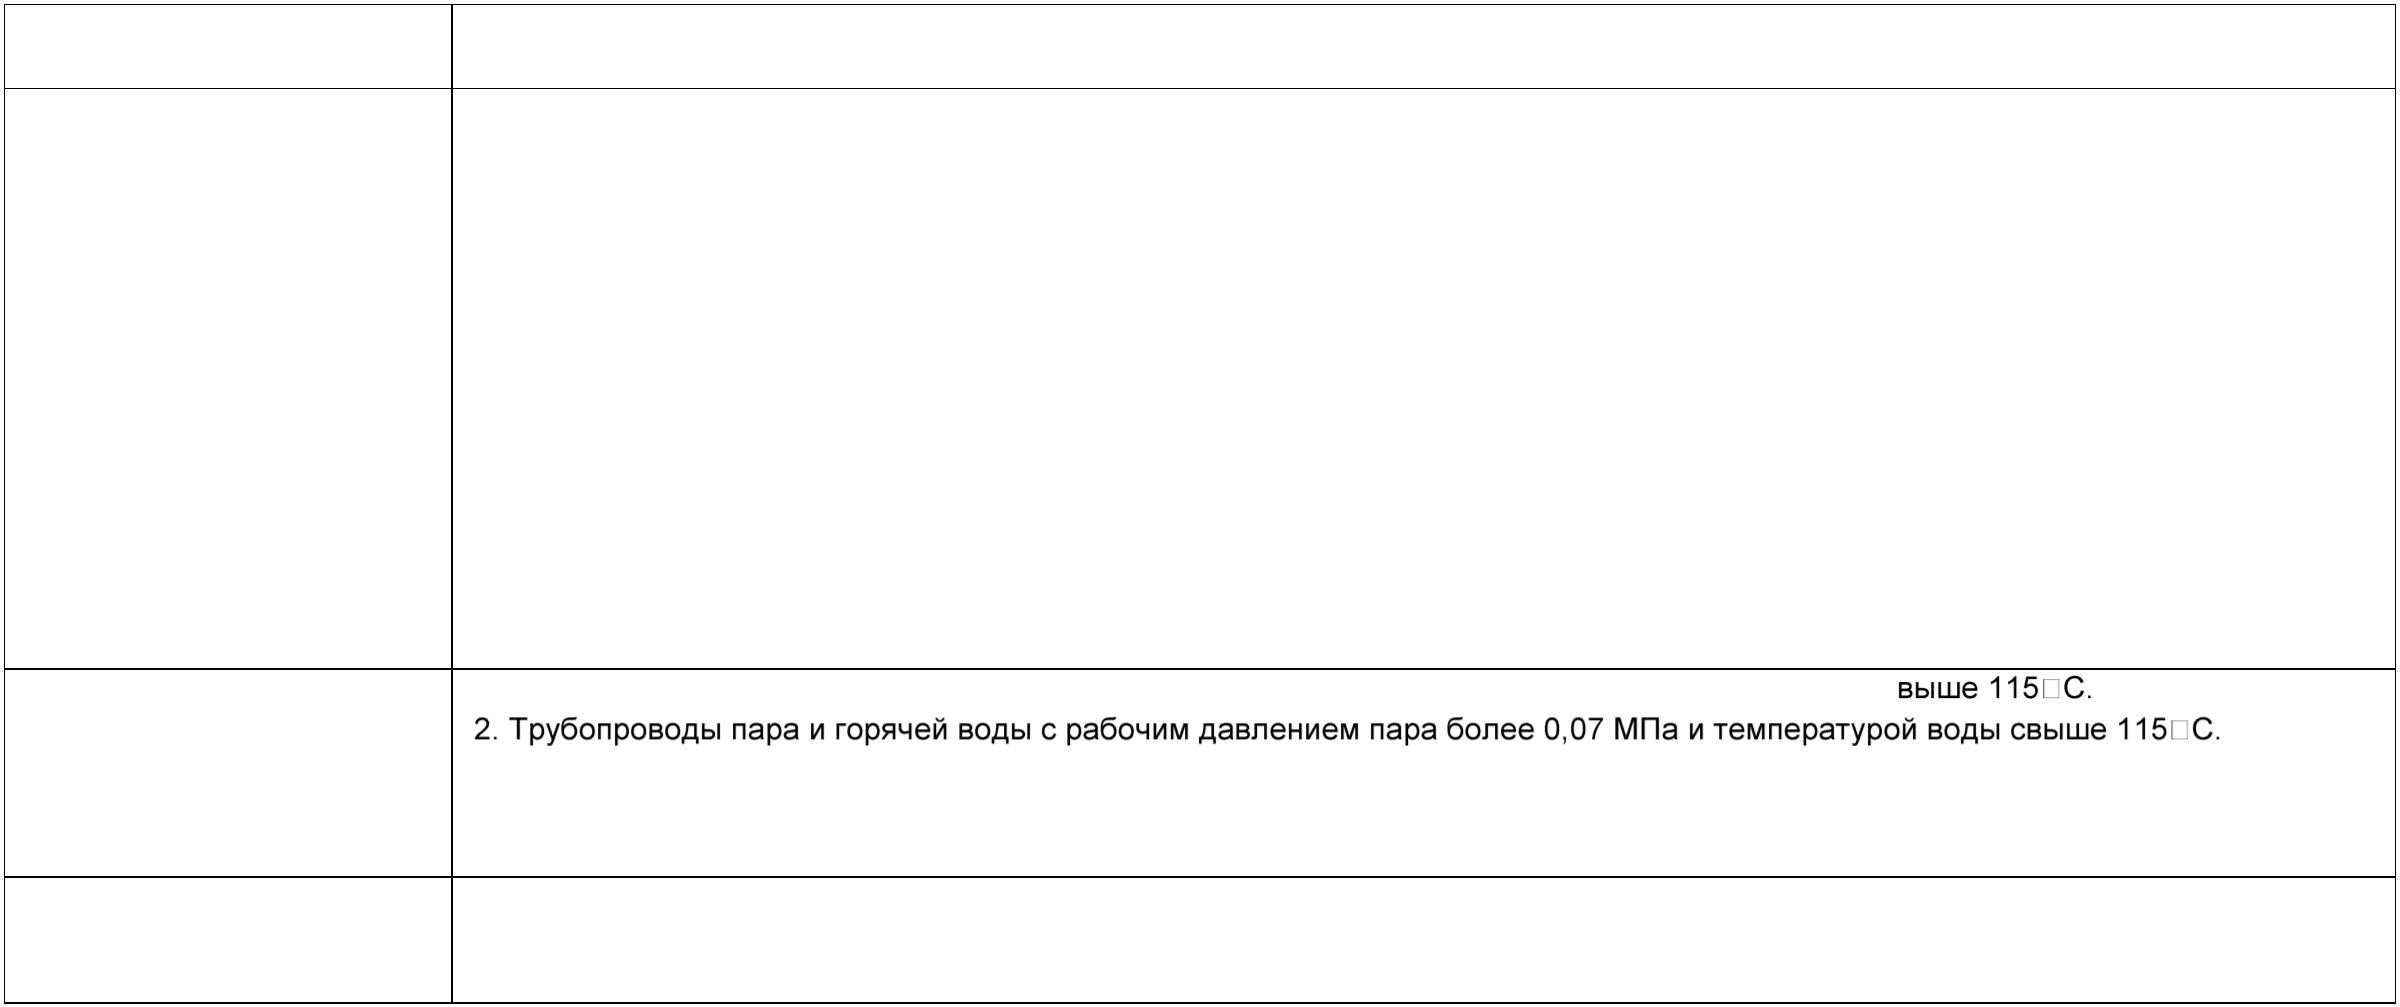 выше 115□С.
2. Трубопроводы пара и горячей воды с рабочим давлением пара более 0,07 МПа и температурой воды свыше 115□С.